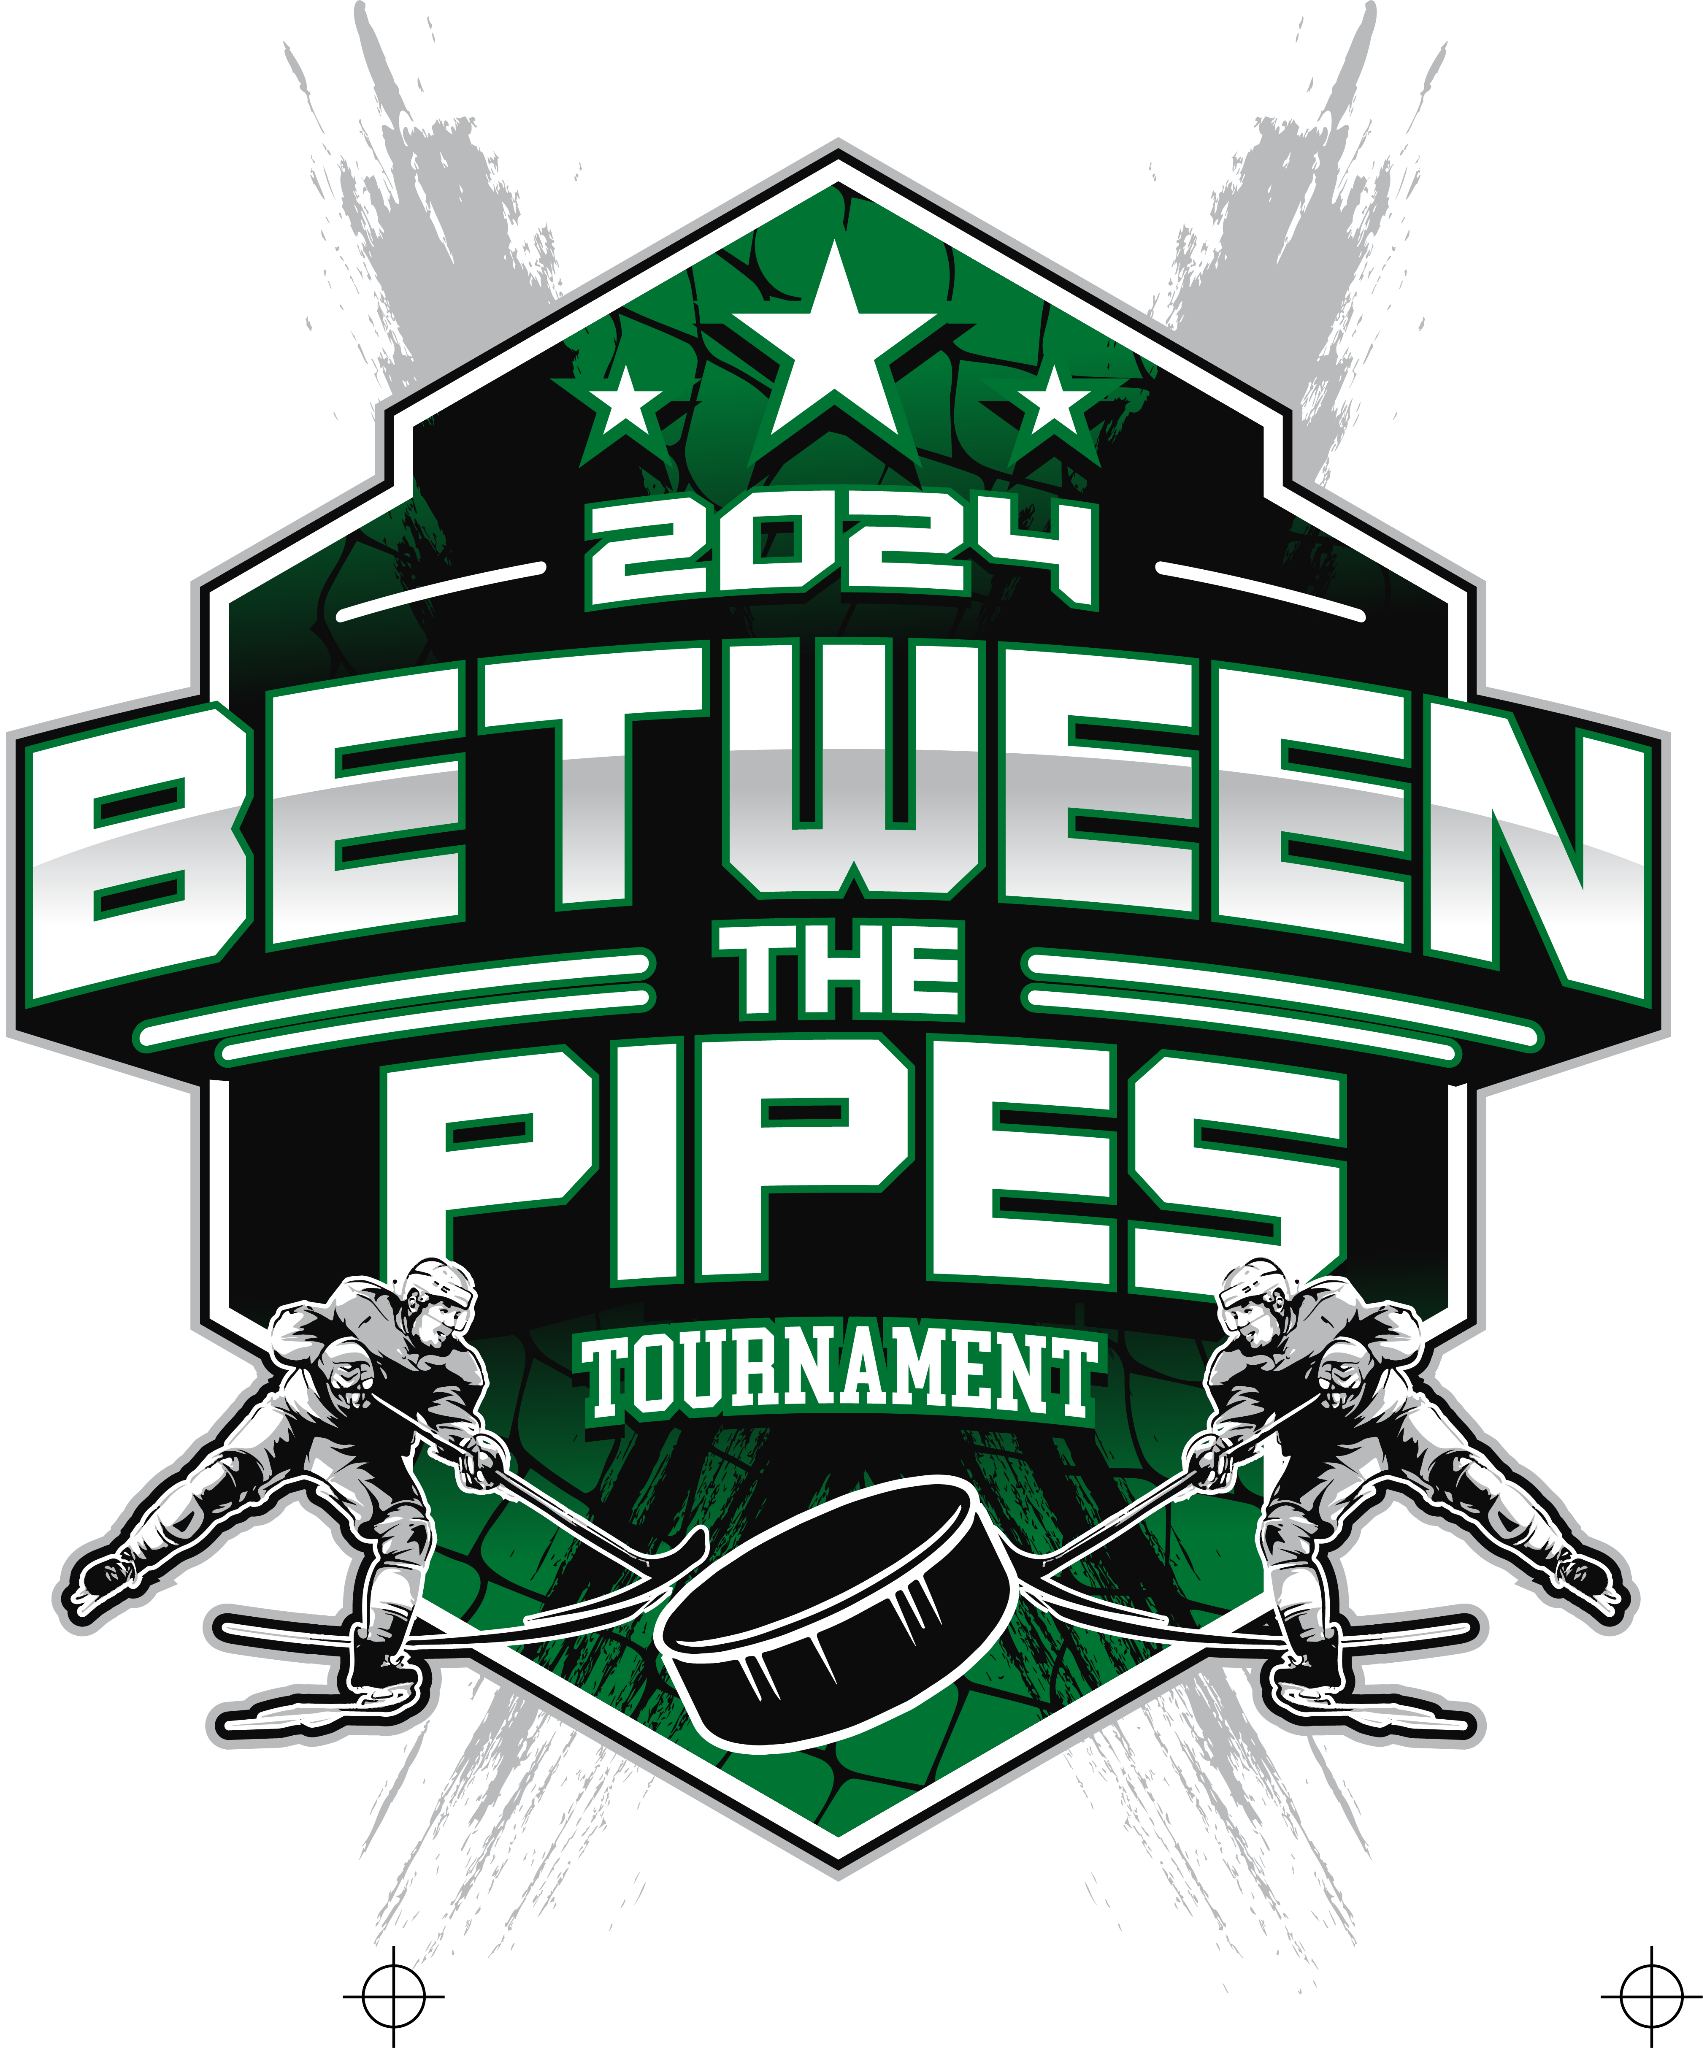 2024
BETWEEN
THE
PIPES
TOURNAMENT